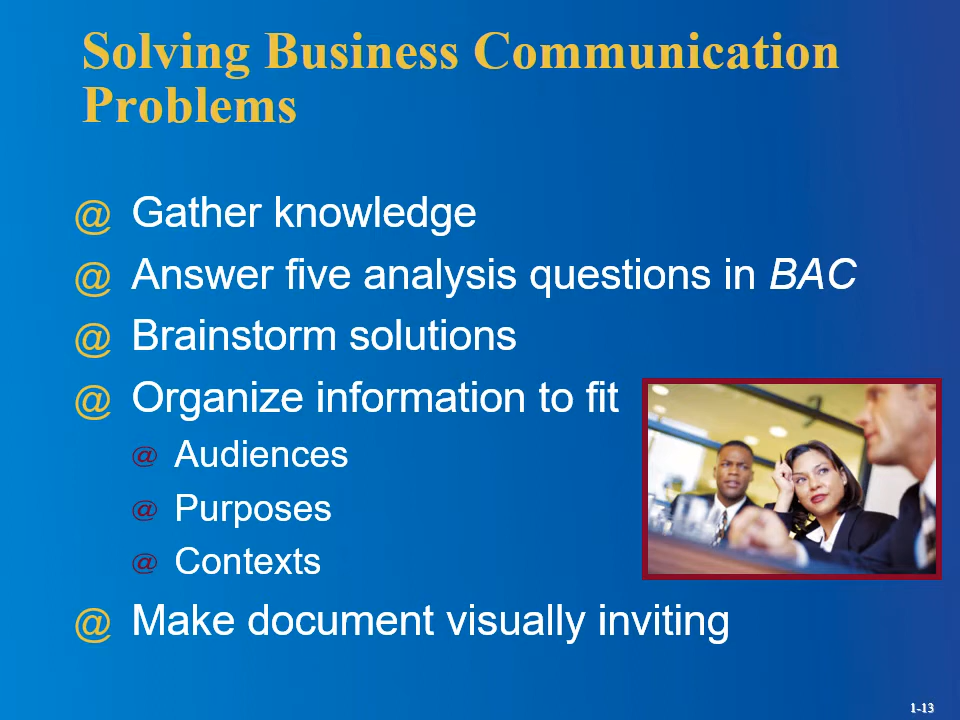 Solving Business Communication
Problems
@ Gather knowledge
@ Answer five analysis questions in BAC
@ Brainstorm solutions
@ Organize information to fit
@ Audiences
@ Purposes
@ Contexts
@ Make document visually inviting
1-13